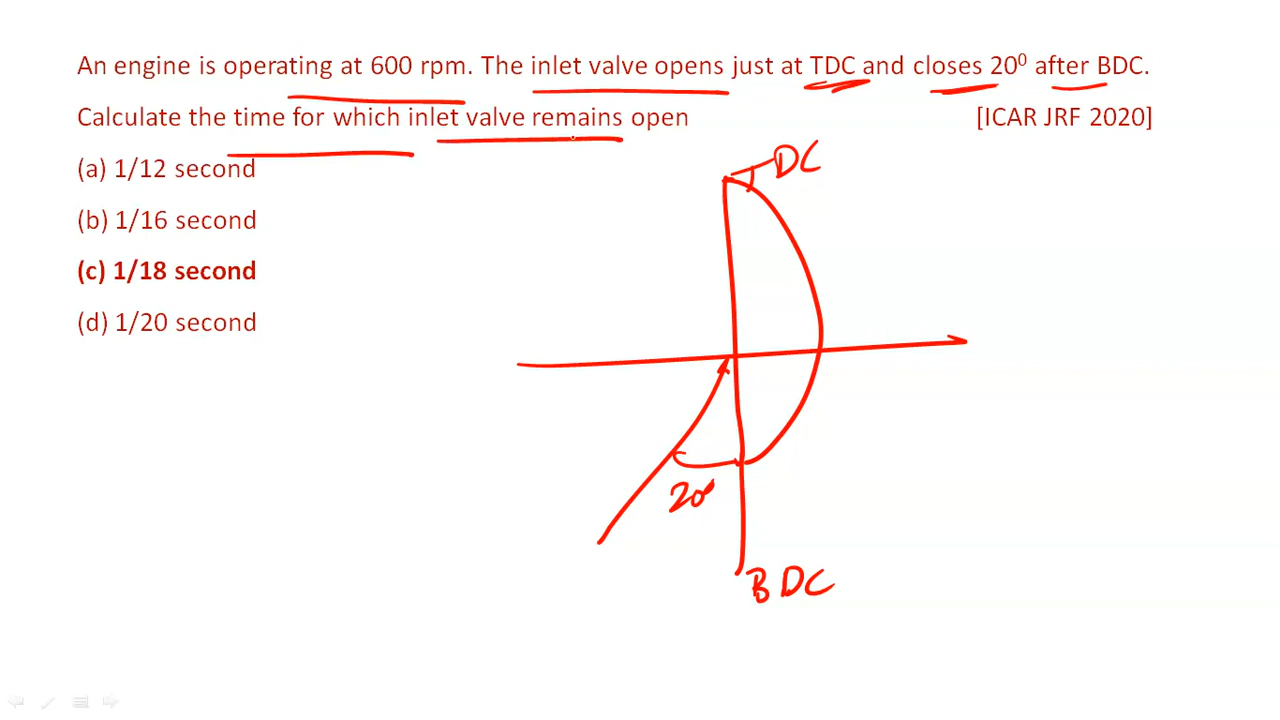 An engine is operating at 600 rpm. The inlet valve opens just at TDC and closes 20⁰ after BDC.
Calculate the time for which inlet valve remains open [ICAR JRF 2020]
(a) 1/12 second
(b) 1/16 second
(c) 1/18 second
(d) 1/20 second
TDC
20°
BDC